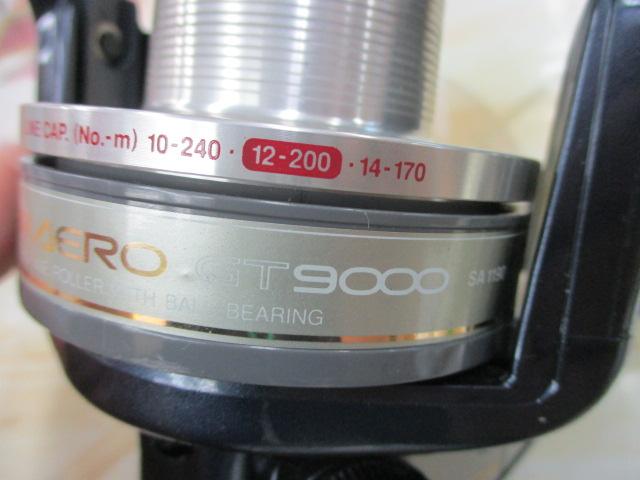 LINE CAP. (No.-m) 10-240 · 12-200 · 14-170
AERO GT9000
ROLLER WITH BALL BEARING